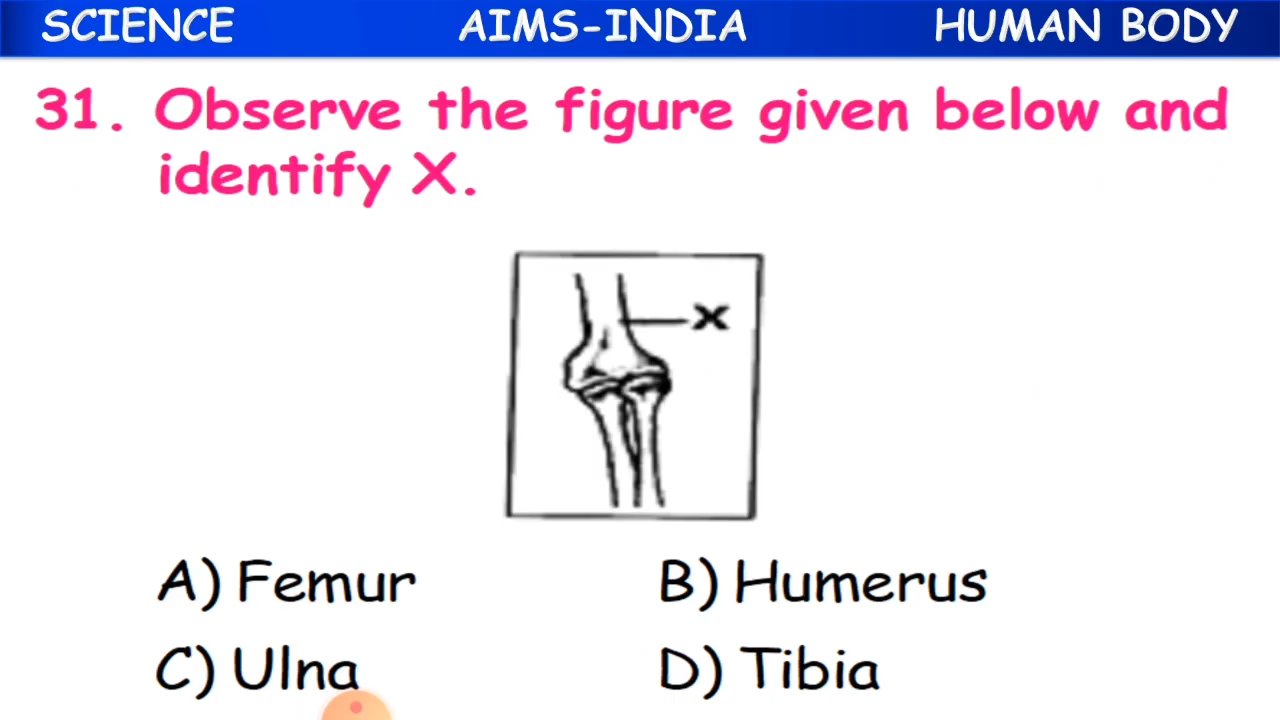 SCIENCE AIMS-INDIA HUMAN BODY
31. Observe the figure given below and
identify X.
X
A) Femur B) Humerus
C) Ulna D) Tibia